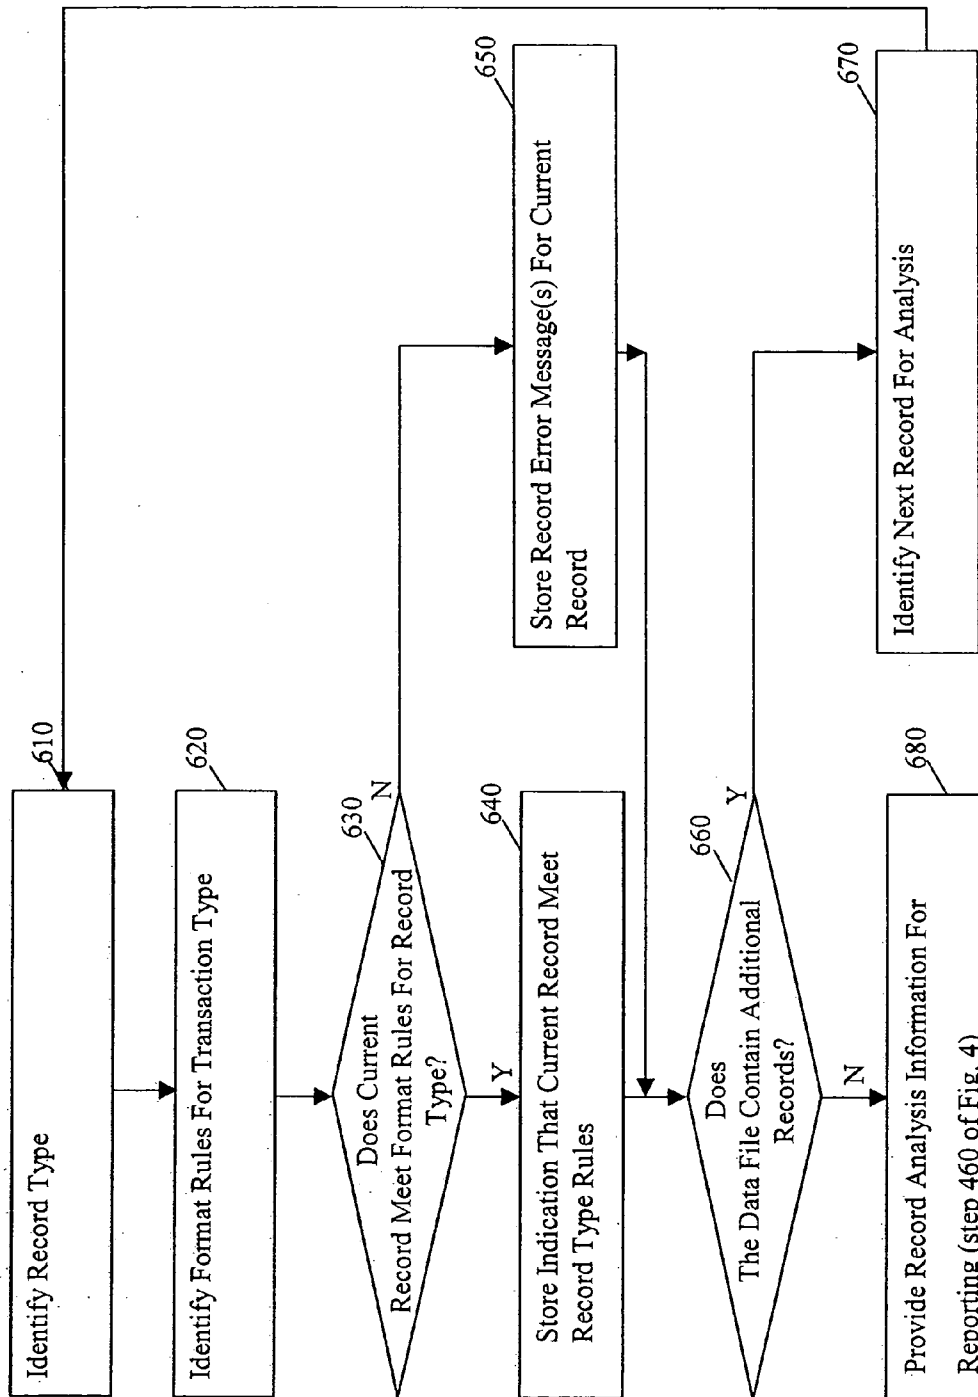 610
Identify Record Type
620
Identify Format Rules For Transaction Type
630
Does Current
Record Meet Format Rules For Record
Type?
N
Y
640
Store Indication That Current Record Meet
Record Type Rules
650
Store Record Error Message(s) For Current
Record
660
Does
The Data File Contain Additional
Records?
Y
N
670
Identify Next Record For Analysis
680
Provide Record Analysis Information For
Reporting (step 460 of Fig. 4)